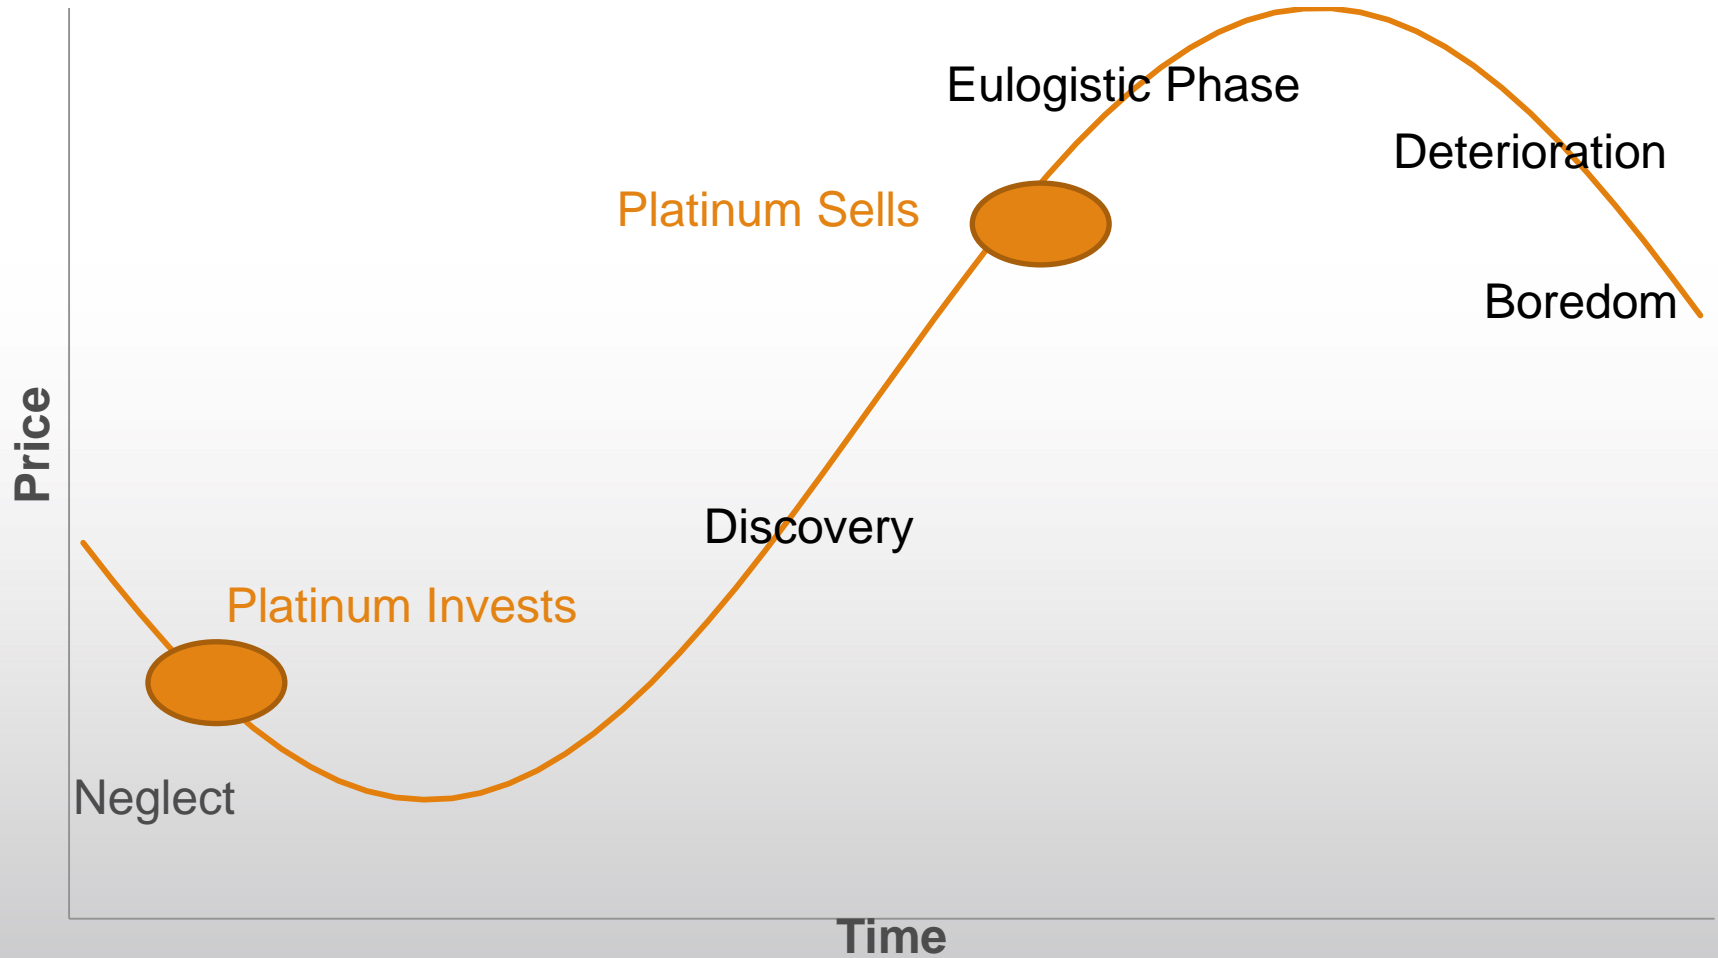 Eulogistic Phase
Deterioration
Platinum Sells
Boredom
Price
Discovery
Platinum Invests
Neglect
Time